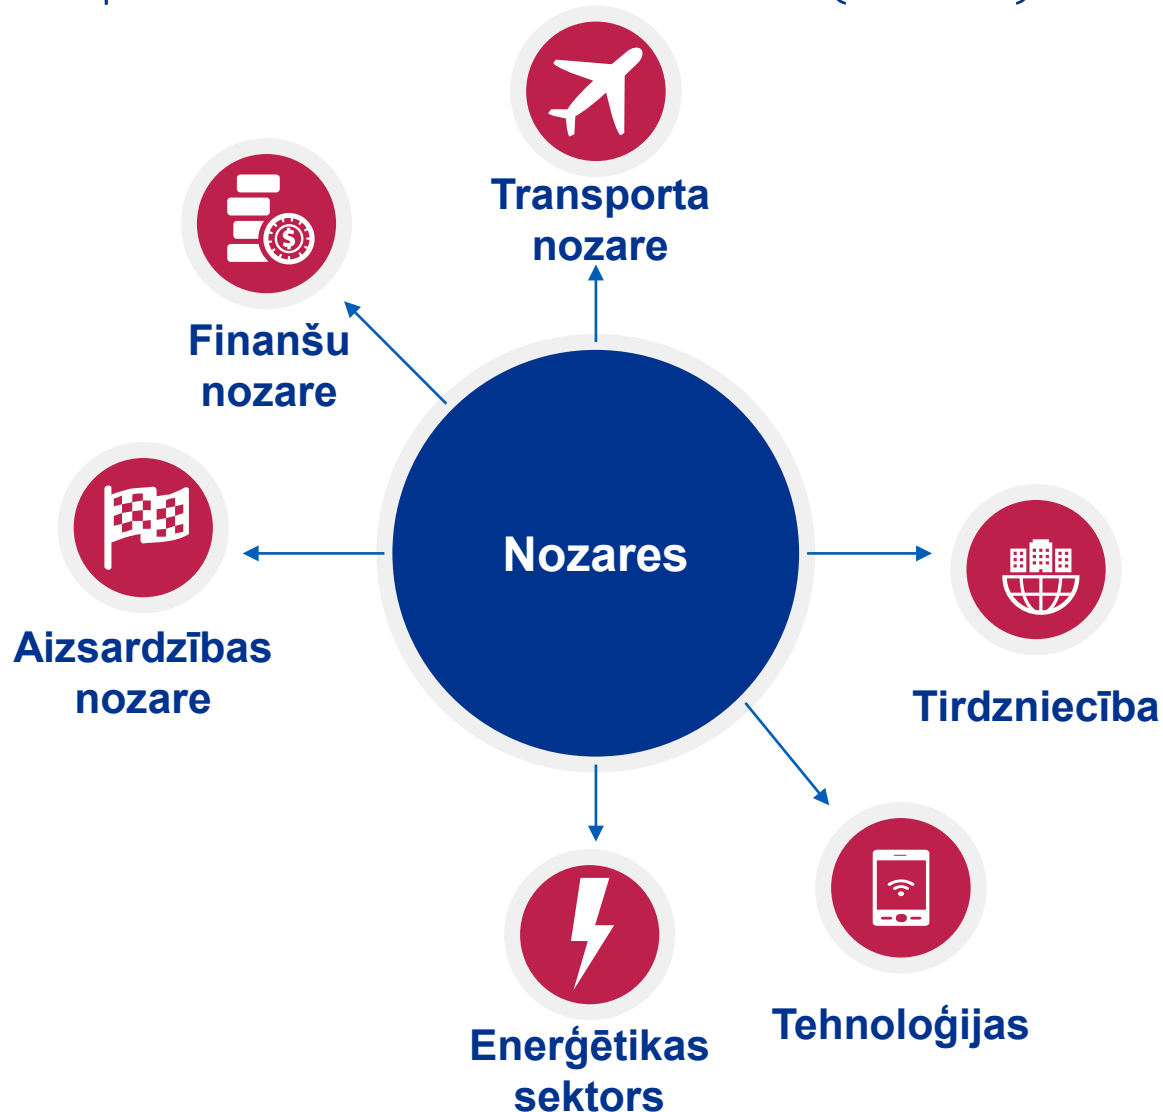 Transporta
nozare
Finanšu
nozare
Nozares
Aizsardzības
nozare
Tirdzniecība
Tehnoloģijas
Enerģētikas
sektors